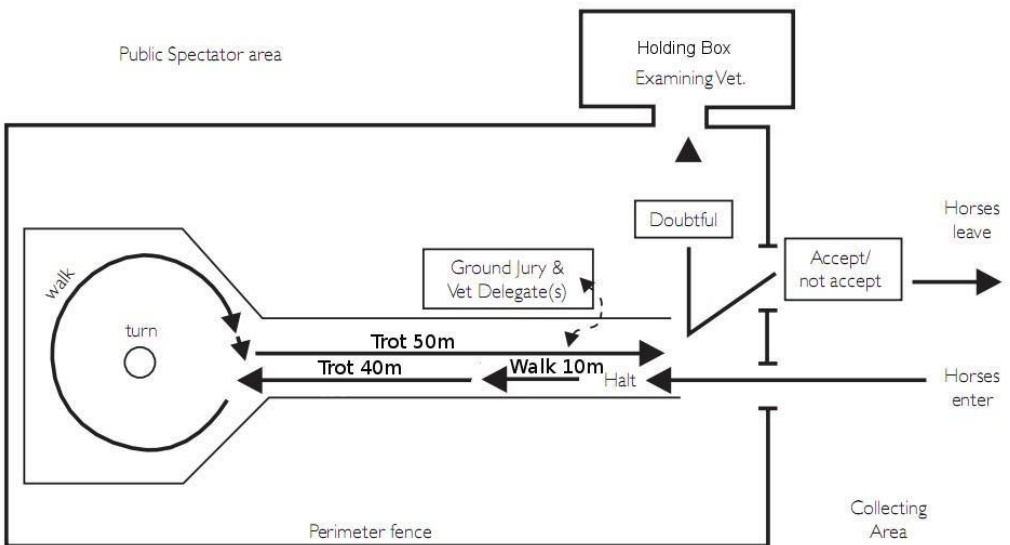 Public Spectator area
Holding Box
Examining Vet.
Doubtful
Horses
leave
Accept/
not accept
Ground Jury &
Vet Delegate(s)
walk
turn
Trot 50m
Trot 40m
Walk 10m
Halt
Horses
enter
Collecting
Area
Perimeter fence